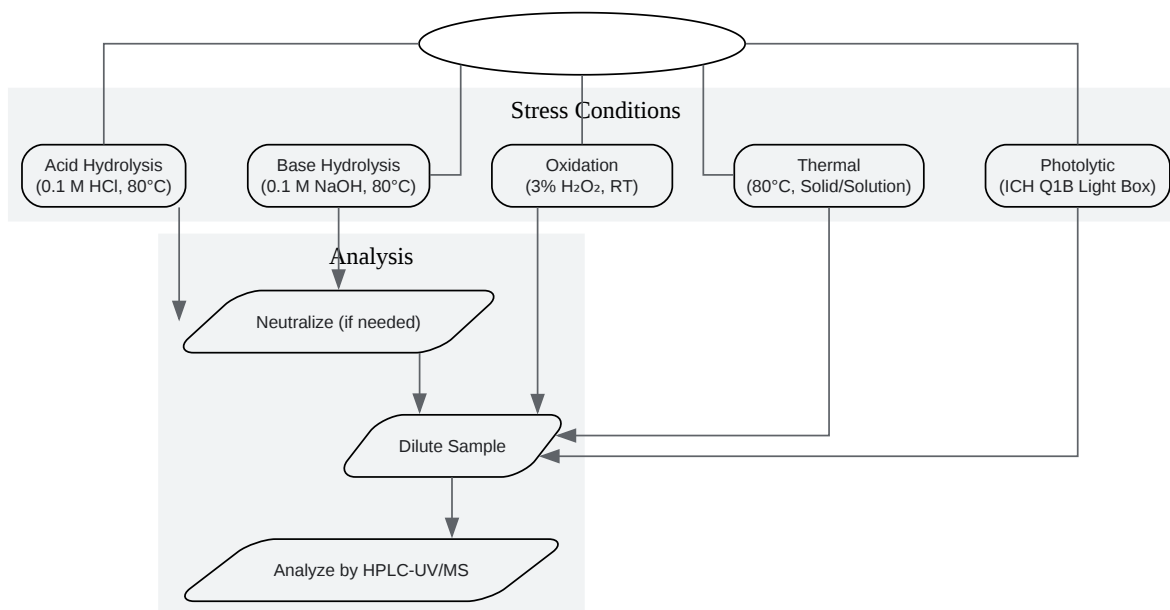 Stress Conditions
Acid Hydrolysis
(0.1 M HCl, 80°C)
Base Hydrolysis
(0.1 M NaOH, 80°C)
Oxidation
(3% H₂O₂, RT)
Thermal
(80°C, Solid/Solution)
Photolytic
(ICH Q1B Light Box)
Analysis
Neutralize (if needed)
Dilute Sample
Analyze by HPLC-UV/MS